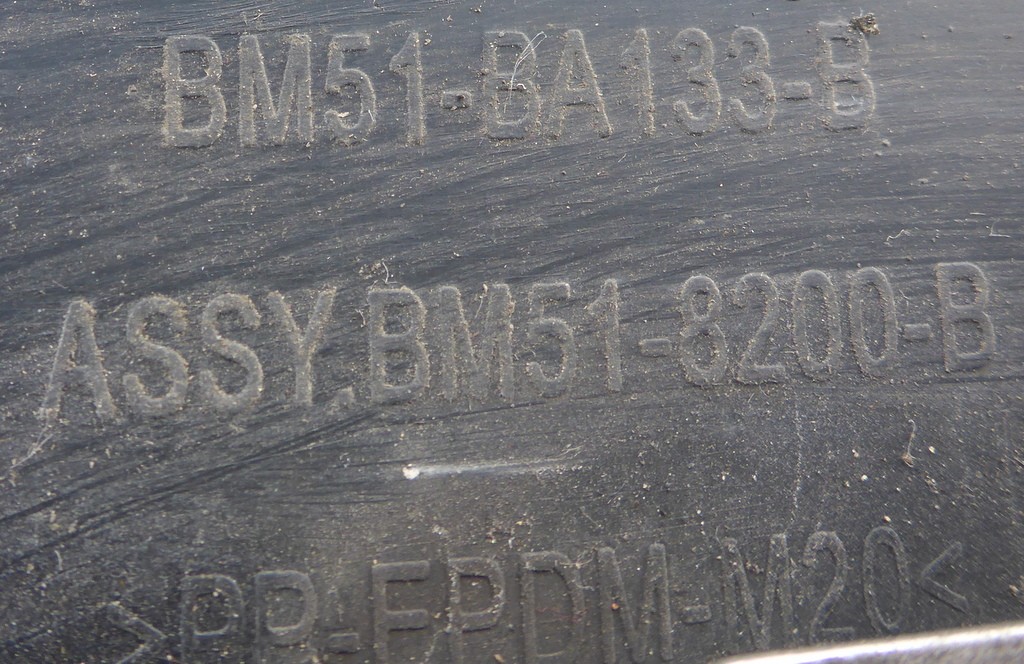 BM51-BA133-B
ASSY.BM51-8200-B
>PP-EPDM-M20<